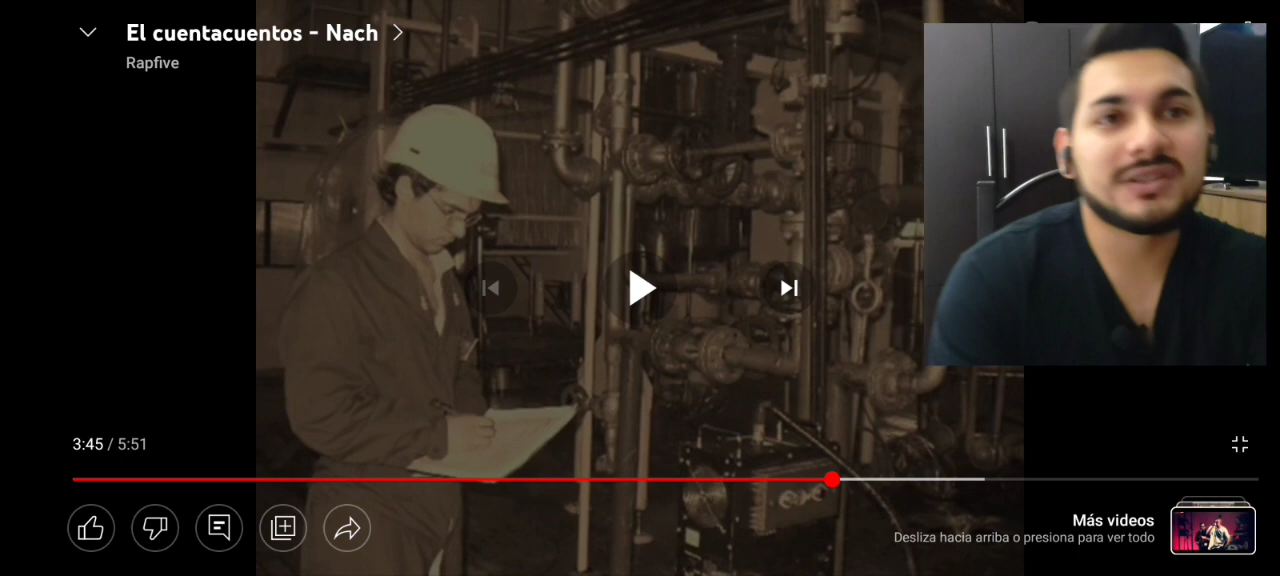 El cuentacuentos - Nach
Rapfive
3:45 / 5:51
Más videos
Desliza hacia arriba o presiona para ver todo